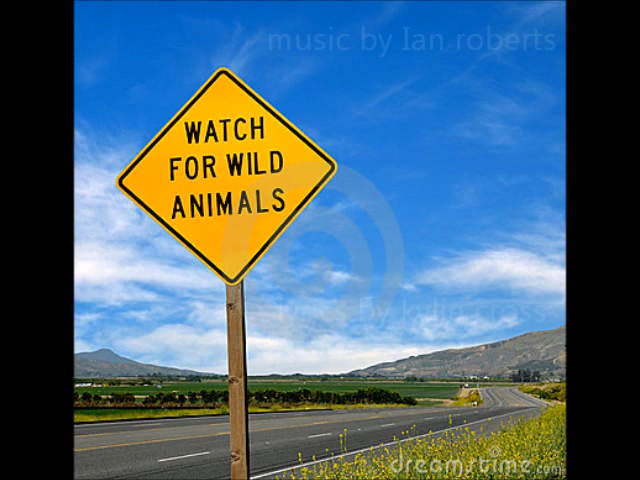 music by Ian roberts
WATCH
FOR WILD
ANIMALS
dreamstime.com